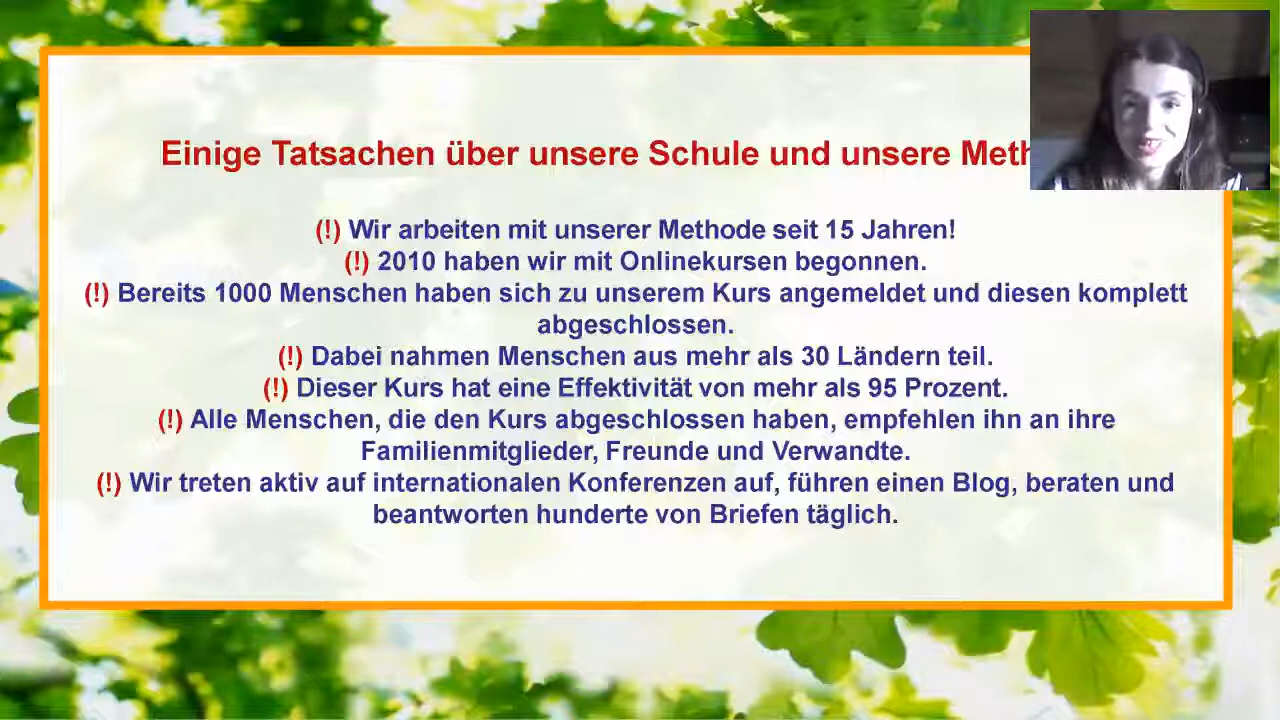 Einige Tatsachen über unsere Schule und unsere
(!) Wir arbeiten mit unserer Methode seit 15 Jahren!
(!) 2010 haben wir mit Onlinekursen begonnen.
(!) Bereits 1000 Menschen haben sich zu unserem Kurs angemeldet und diesen komplett
abgeschlossen.
(!) Dabei nahmen Menschen aus mehr als 30 Ländern teil.
(!) Dieser Kurs hat eine Effektivität von mehr als 95 Prozent.
(!) Alle Menschen, die den Kurs abgeschlossen haben, empfehlen ihn an ihre
Familienmitglieder, Freunde und Verwandte.
(!) Wir treten aktiv auf internationalen Konferenzen auf, führen einen Blog, beraten und
beantworten hunderte von Briefen täglich.